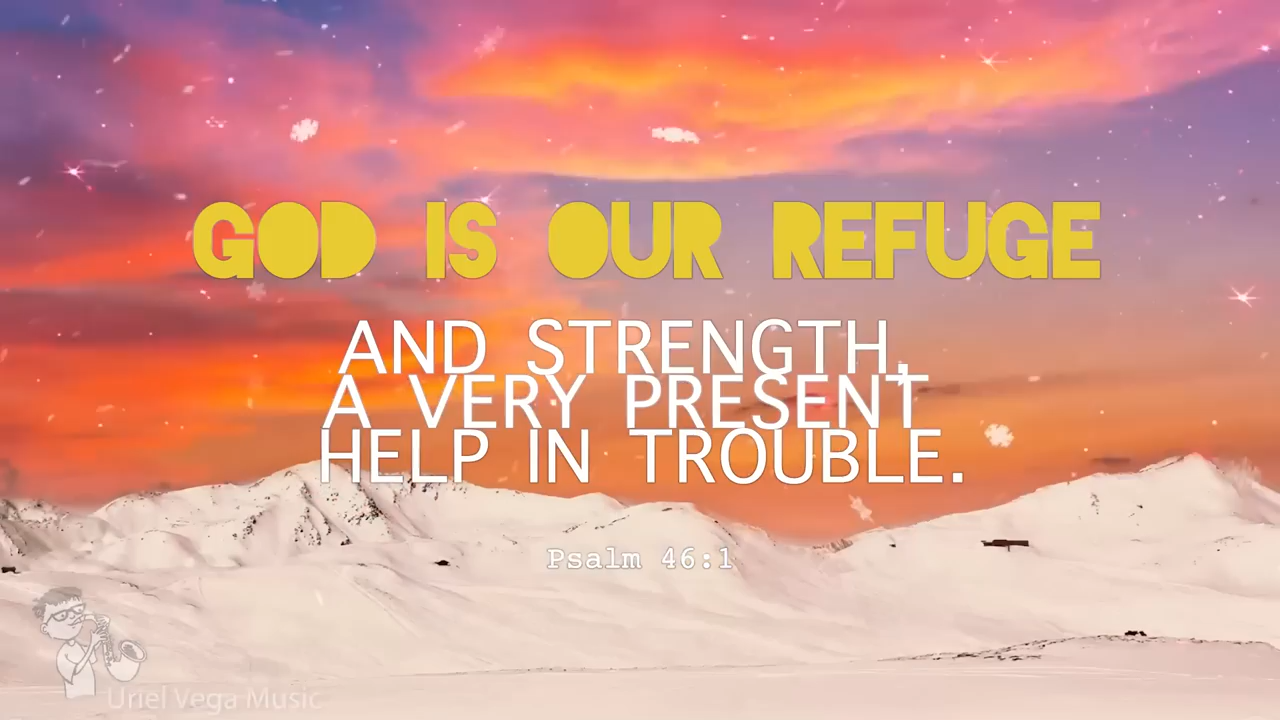 GOD IS OUR REFUGE
AND STRENGTH,
A VERY PRESENT
HELP IN TROUBLE.
Psalm 46:1
Uriel Vega Music